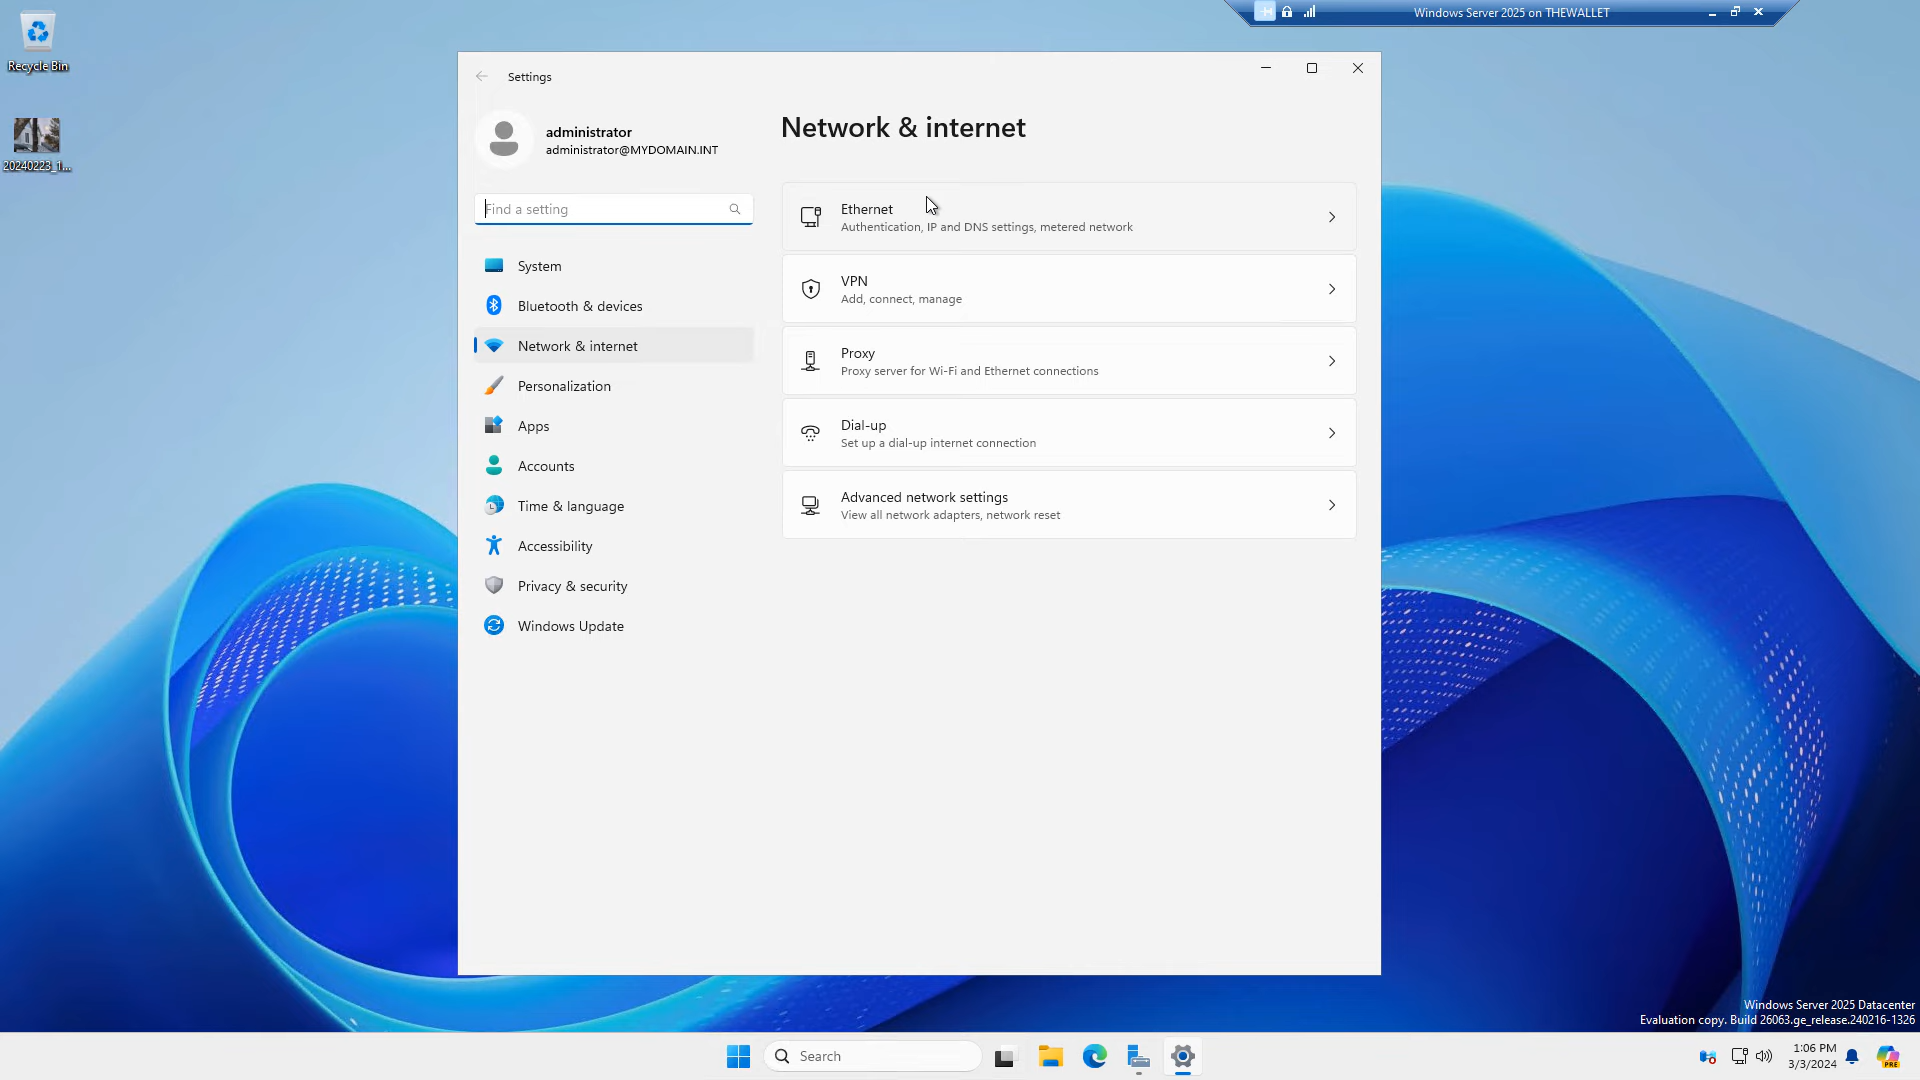 Windows Server 2025 on THEWALLET
Recycle Bin
20240223_1...
Settings
administrator
administrator@MYDOMAIN.INT
Find a setting
System
Bluetooth & devices
Network & internet
Personalization
Apps
Accounts
Time & language
Accessibility
Privacy & security
Windows Update
Network & internet
Ethernet
Authentication, IP and DNS settings, metered network
VPN
Add, connect, manage
Proxy
Proxy server for Wi-Fi and Ethernet connections
Dial-up
Set up a dial-up internet connection
Advanced network settings
View all network adapters, network reset
Windows Server 2025 Datacenter
Evaluation copy. Build 26063.ge_release.240216-1326
Search
1:06 PM
3/3/2024
PRE